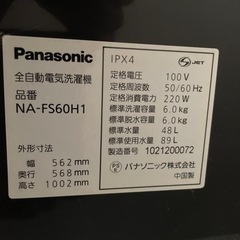 Panasonic
全自動電気洗濯機
品番
NA-FS60H1
外形寸法
幅 562mm
奥行 568mm
高さ 1002mm
IPX4
JET
定格電圧 100V
定格周波数 50/60Hz
定格消費電力 220W
標準洗濯容量 6.0kg
標準脱水容量 6.0kg
標準水量 48L
標準使用水量 89L
製造番号 1021200072
PSE パナソニック株式会社
中国製